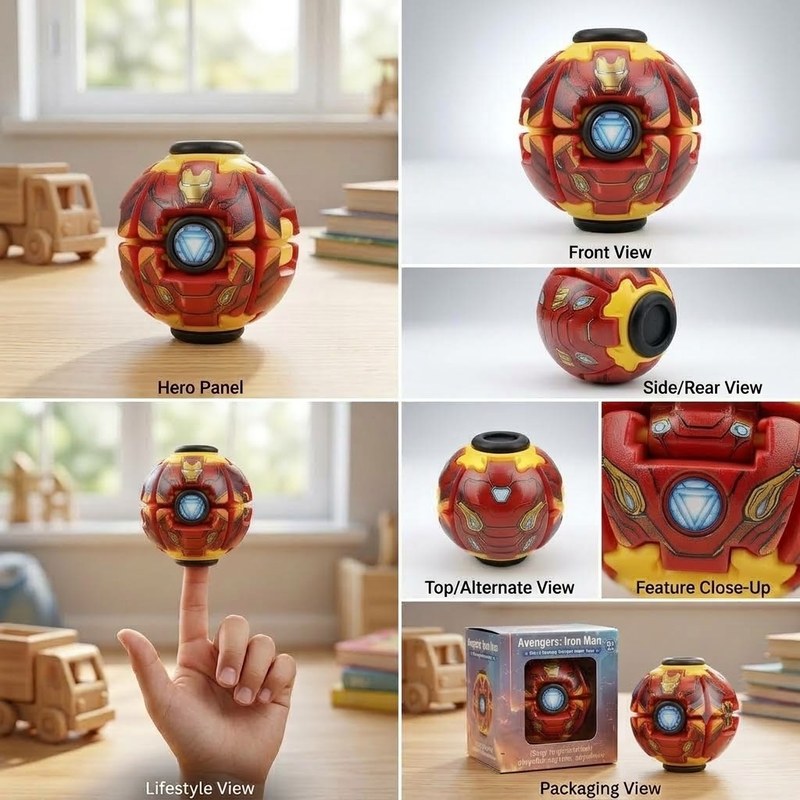 Front View
Hero Panel
Side/Rear View
Lifestyle View
Top/Alternate View
Feature Close-Up
Avengers: Iron Man
Packaging View